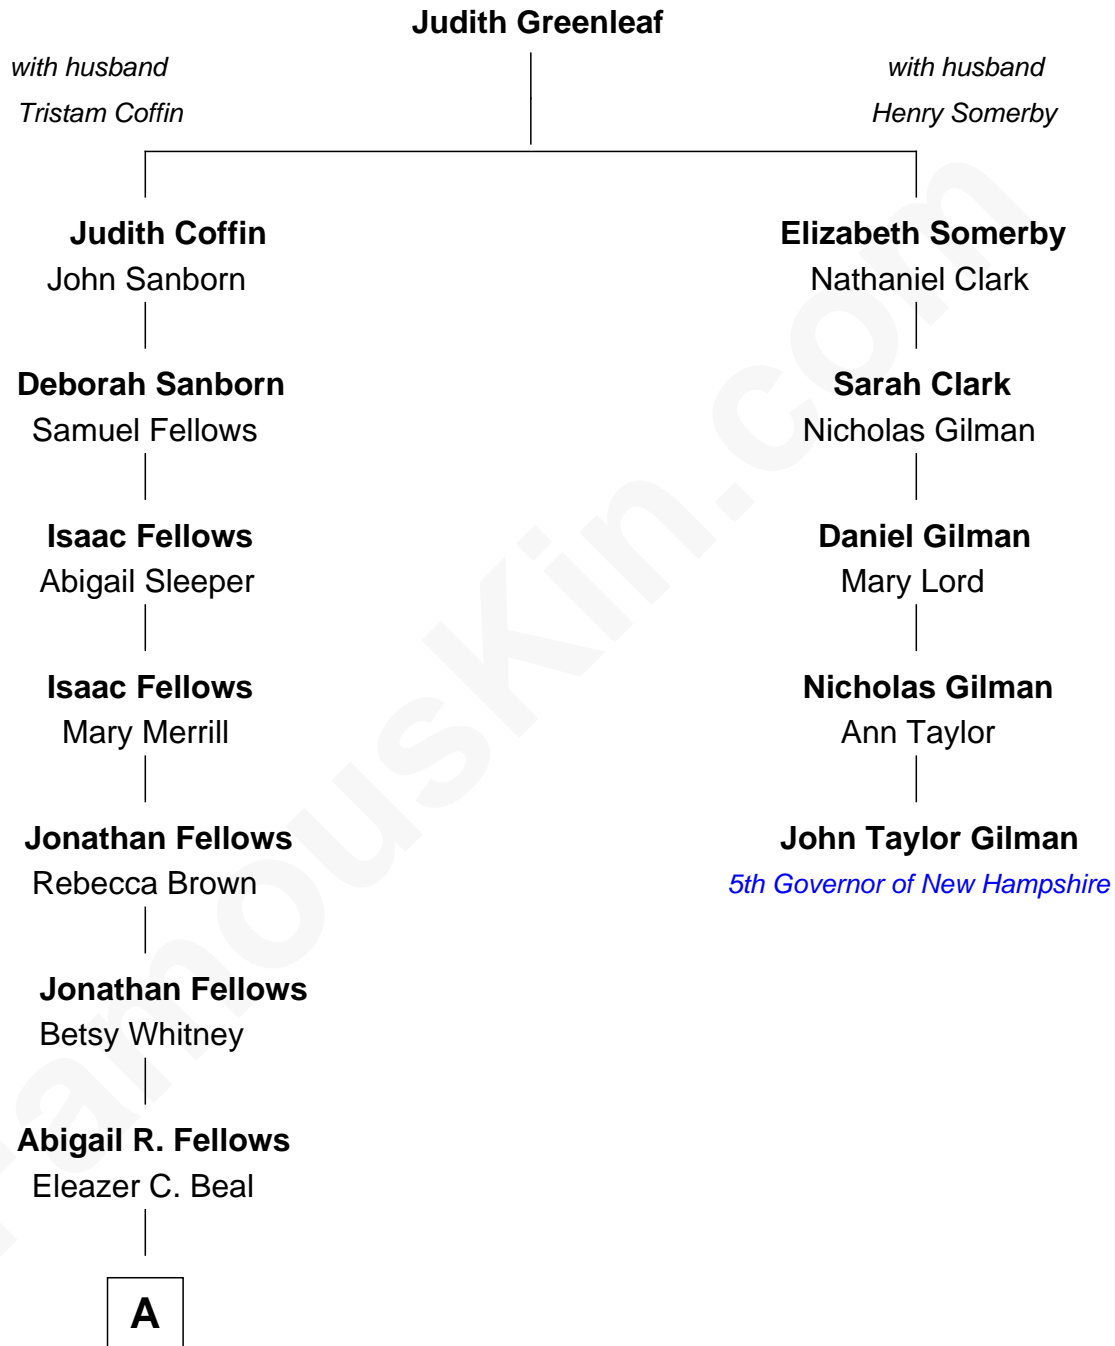 Judith Greenleaf
with husband
Tristam Coffin
with husband
Henry Somerby
Judith Coffin
John Sanborn
Elizabeth Somerby
Nathaniel Clark
Deborah Sanborn
Samuel Fellows
Sarah Clark
Nicholas Gilman
Isaac Fellows
Abigail Sleeper
Daniel Gilman
Mary Lord
Isaac Fellows
Mary Merrill
Nicholas Gilman
Ann Taylor
Jonathan Fellows
Rebecca Brown
John Taylor Gilman
5th Governor of New Hampshire
Jonathan Fellows
Betsy Whitney
Abigail R. Fellows
Eleazer C. Beal
A
FamousKin.com